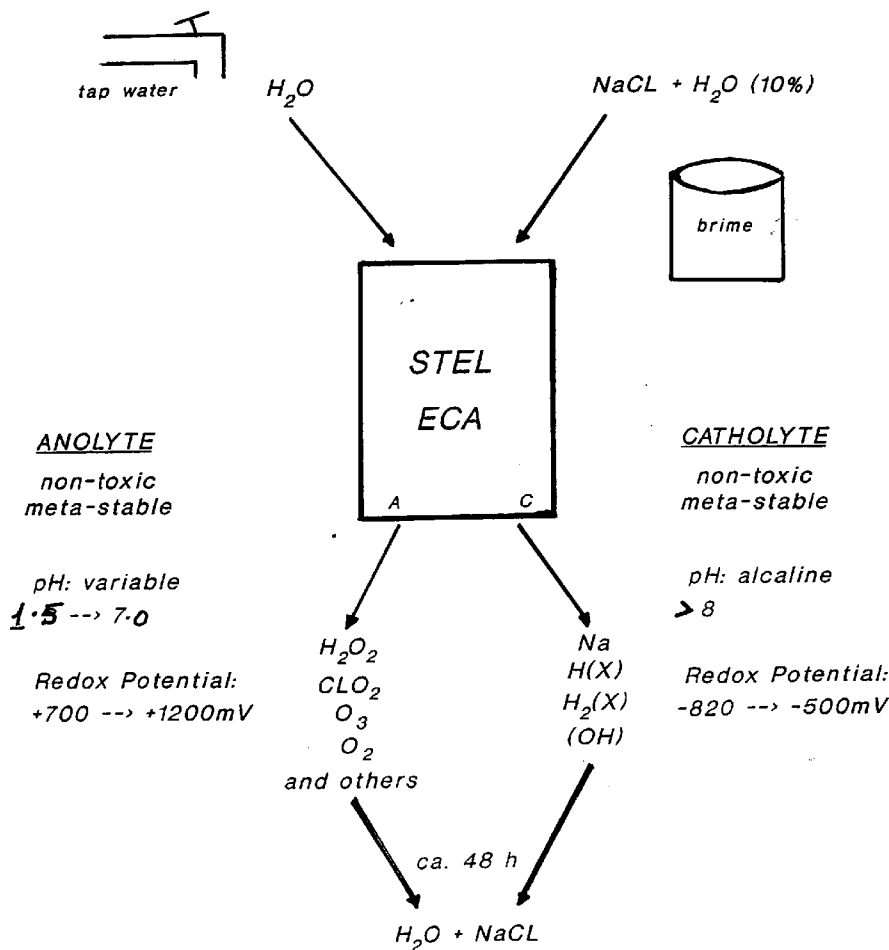 tap water
H2O
NaCL + H2O (10%)
brime
STEL
ECA
A
C
ANOLYTE
non-toxic
meta-stable
pH: variable
1.5 --> 7.0
Redox Potential:
+700 --> +1200mV
CATHOLYTE
non-toxic
meta-stable
pH: alcaline
> 8
Redox Potential:
-820 --> -500mV
H2O2
CLO2
O3
O2
and others
Na
H(X)
H2(X)
(OH)
ca. 48 h
H2O + NaCL